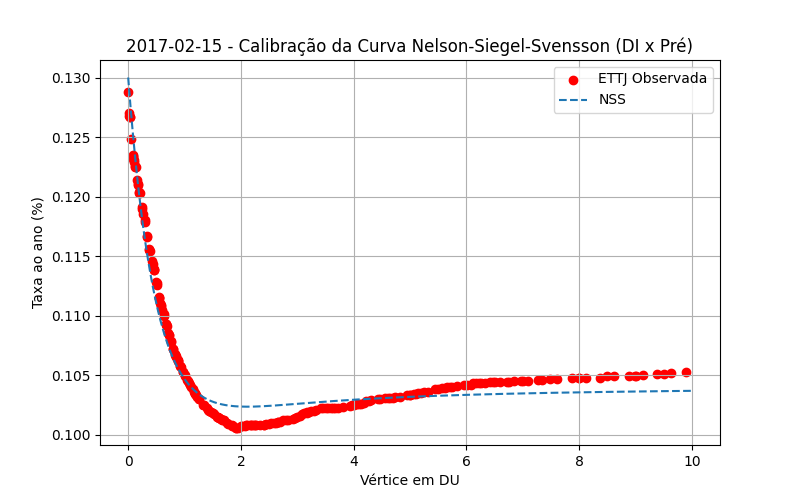 2017-02-15 - Calibração da Curva Nelson-Siegel-Svensson (DI x Pré)
ETTJ Observada
NSS
Taxa ao ano (%)
0.130
0.125
0.120
0.115
0.110
0.105
0.100
0
2
4
6
8
10
Vértice em DU